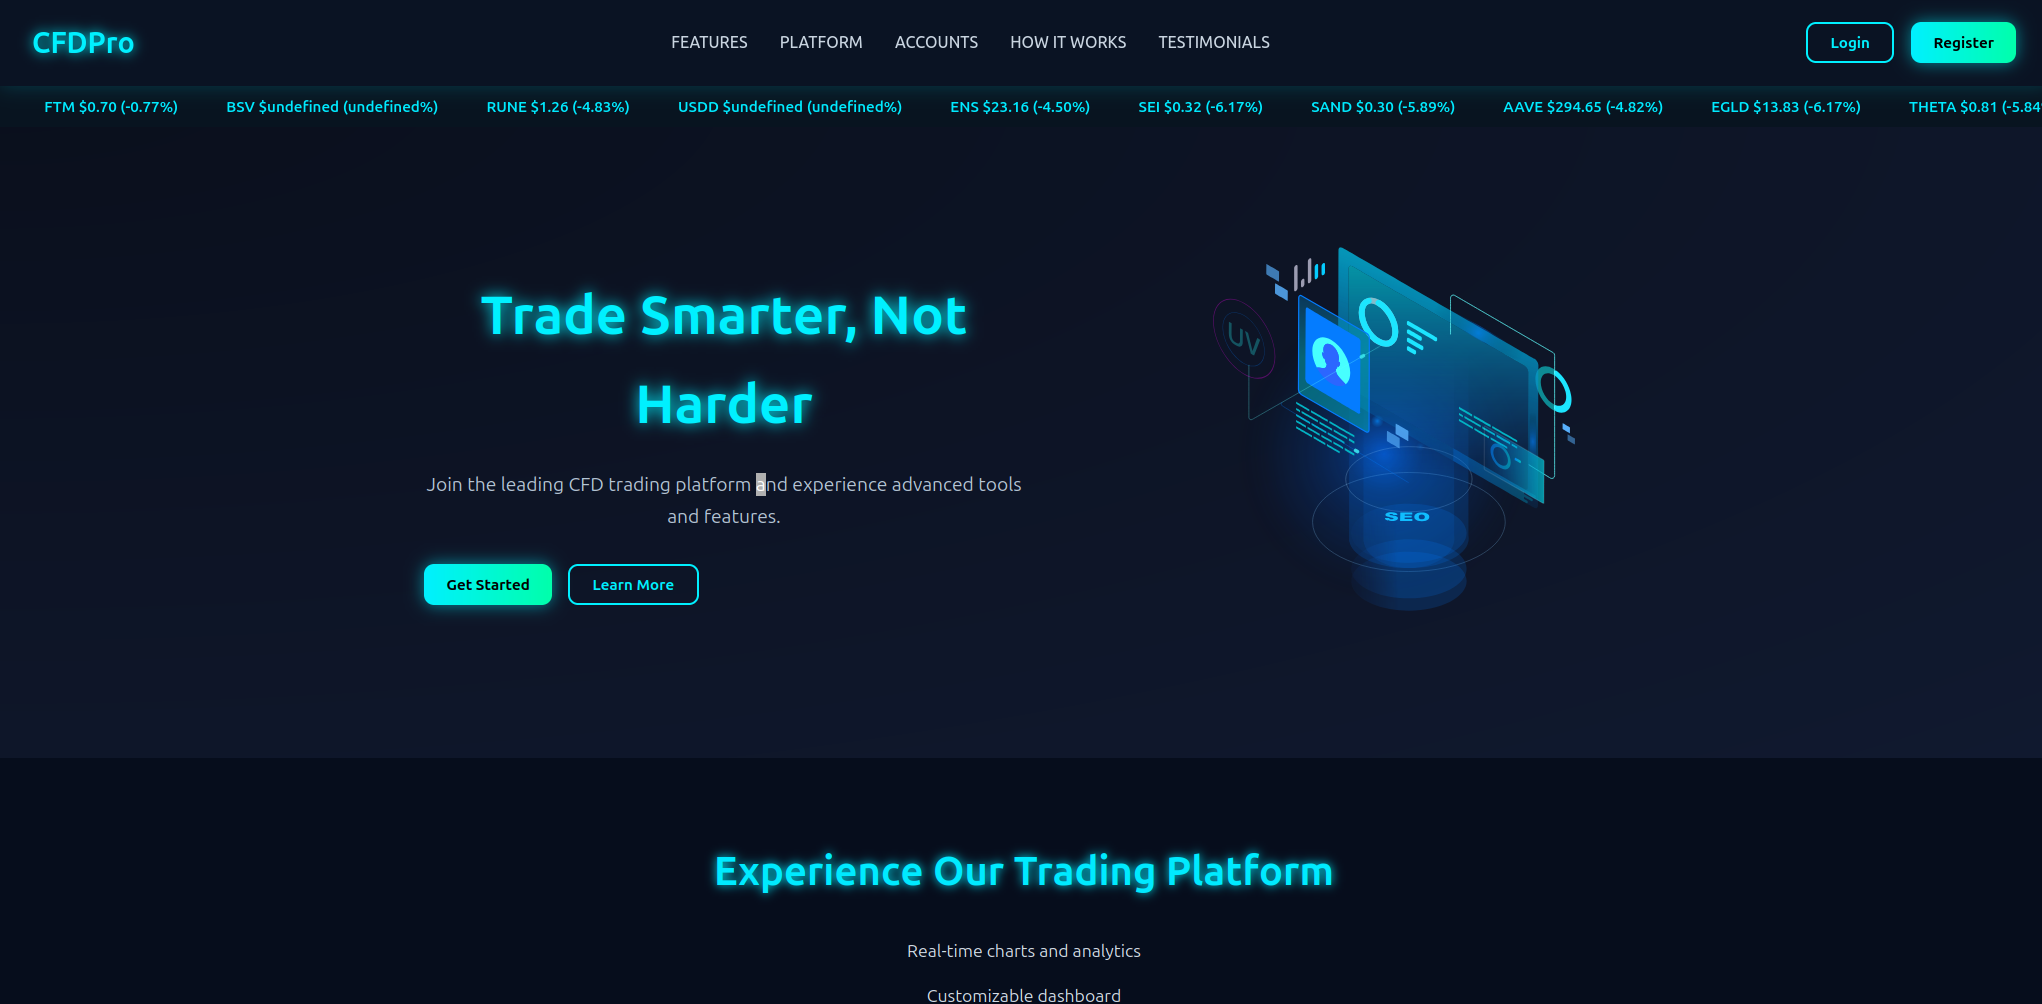 CFDPro
FEATURES PLATFORM ACCOUNTS HOW IT WORKS TESTIMONIALS
Login Register
FTM $0.70 (-0.77%) BSV $undefined (undefined%) RUNE $1.26 (-4.83%) USDD $undefined (undefined%) ENS $23.16 (-4.50%) SEI $0.32 (-6.17%) SAND $0.30 (-5.89%) AAVE $294.65 (-4.82%) EGLD $13.83 (-6.17%) THETA $0.81 (-5.84
Trade Smarter, Not
Harder
Join the leading CFD trading platform and experience advanced tools
and features.
Get Started Learn More
UV
SEO
Experience Our Trading Platform
Real-time charts and analytics
Customizable dashboard